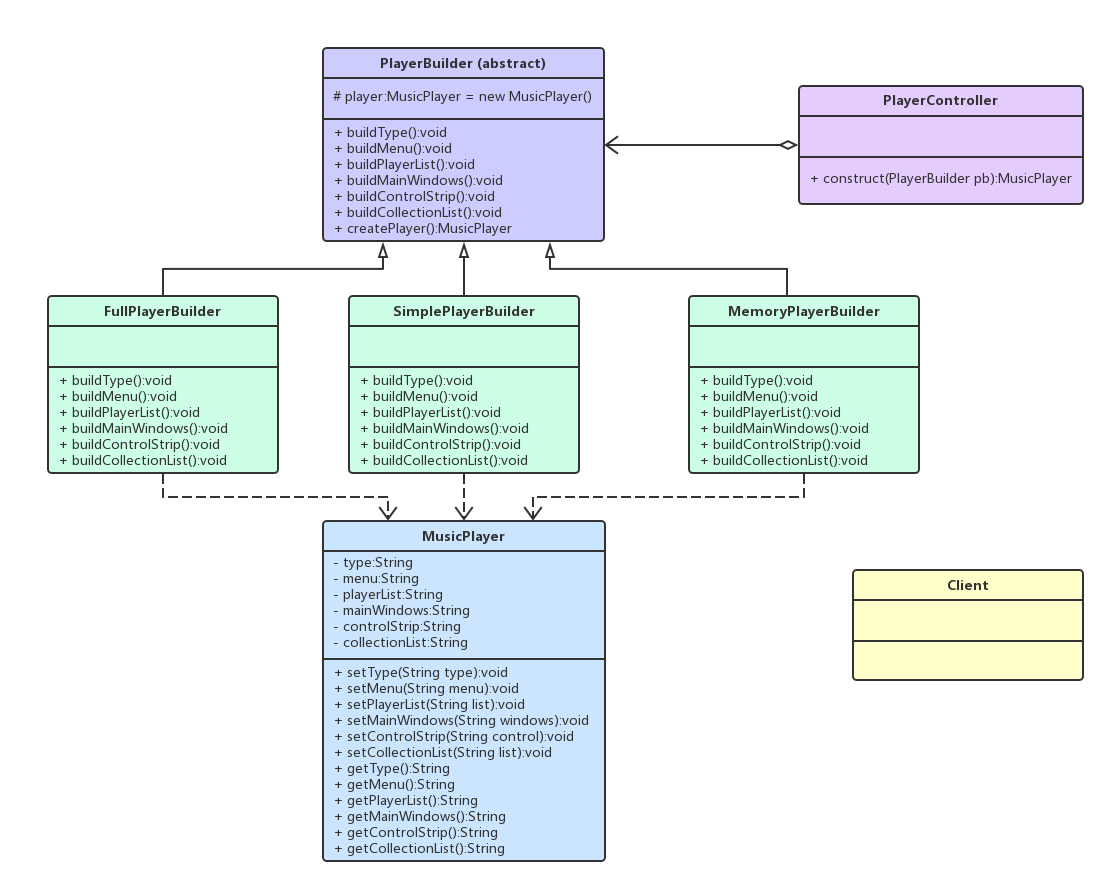 PlayerBuilder (abstract)
# player:MusicPlayer = new MusicPlayer()
+ buildType():void
+ buildMenu():void
+ buildPlayerList():void
+ buildMainWindows():void
+ buildControlStrip():void
+ buildCollectionList():void
+ createPlayer():MusicPlayer
PlayerController
+ construct(PlayerBuilder pb):MusicPlayer
FullPlayerBuilder
+ buildType():void
+ buildMenu():void
+ buildPlayerList():void
+ buildMainWindows():void
+ buildControlStrip():void
+ buildCollectionList():void
SimplePlayerBuilder
+ buildType():void
+ buildMenu():void
+ buildPlayerList():void
+ buildMainWindows():void
+ buildControlStrip():void
+ buildCollectionList():void
MemoryPlayerBuilder
+ buildType():void
+ buildMenu():void
+ buildPlayerList():void
+ buildMainWindows():void
+ buildControlStrip():void
+ buildCollectionList():void
MusicPlayer
- type:String
- menu:String
- playerList:String
- mainWindows:String
- controlStrip:String
- collectionList:String
+ setType(String type):void
+ setMenu(String menu):void
+ setPlayerList(String list):void
+ setMainWindows(String windows):void
+ setControlStrip(String control):void
+ setCollectionList(String list):void
+ getType():String
+ getMenu():String
+ getPlayerList():String
+ getMainWindows():String
+ getControlStrip():String
+ getCollectionList():String
Client